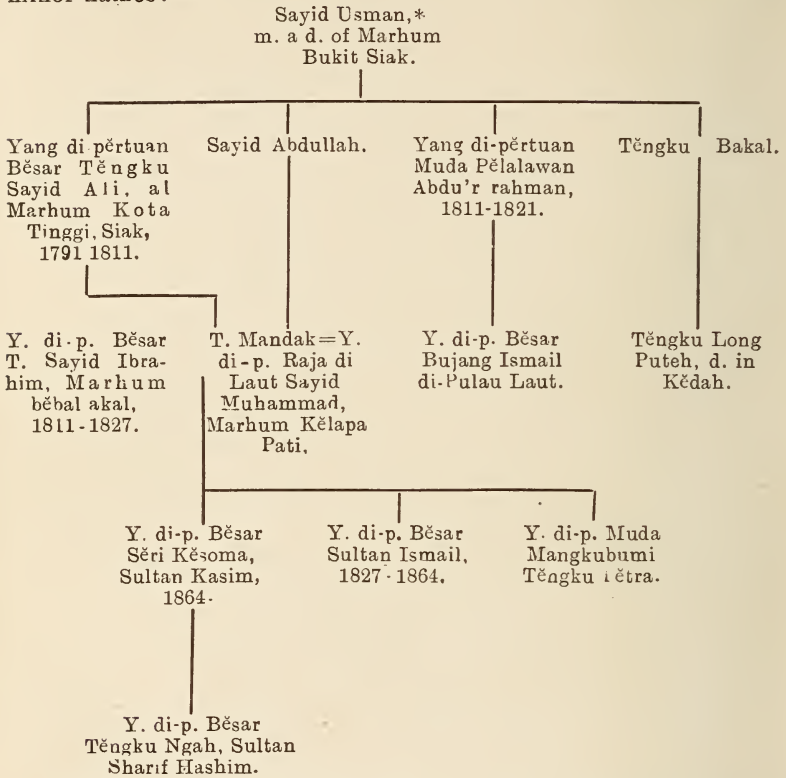 Sayid Usman,*
m. a d. of Marhum
Bukit Siak.
Yang di pĕrtuan
Bĕsar Tĕngku
Sayid Ali, al
Marhum Kota
Tinggi, Siak,
1791 1811.
Sayid Abdullah.
Yang di-pĕrtuan
Muda Pĕlalawan
Abdu'r rahman,
1811-1821.
Tĕngku Bakal.
Y. di-p. Bĕsar
T. Sayid Ibra-
him, Marhum
bĕbal akal,
1811-1827.
T. Mandak=Y.
di-p. Raja di
Laut Sayid
Muhammad,
Marhum Kĕlapa
Pati,
Y. di-p. Bĕsar
Bujang Ismail
di-Pulau Laut.
Tĕngku Long
Puteh, d. in
Kĕdah.
Y. di-p. Bĕsar
Sĕri Kĕsoma,
Sultan Kasim,
1864-
Y. di-p. Bĕsar
Sultan Ismail,
1827-1864.
Y. di-p. Muda
Mangkubumi
Tĕngku
Y. di-p. Bĕsar
Tĕngku Ngah, Sultan
Sharif Hashim.